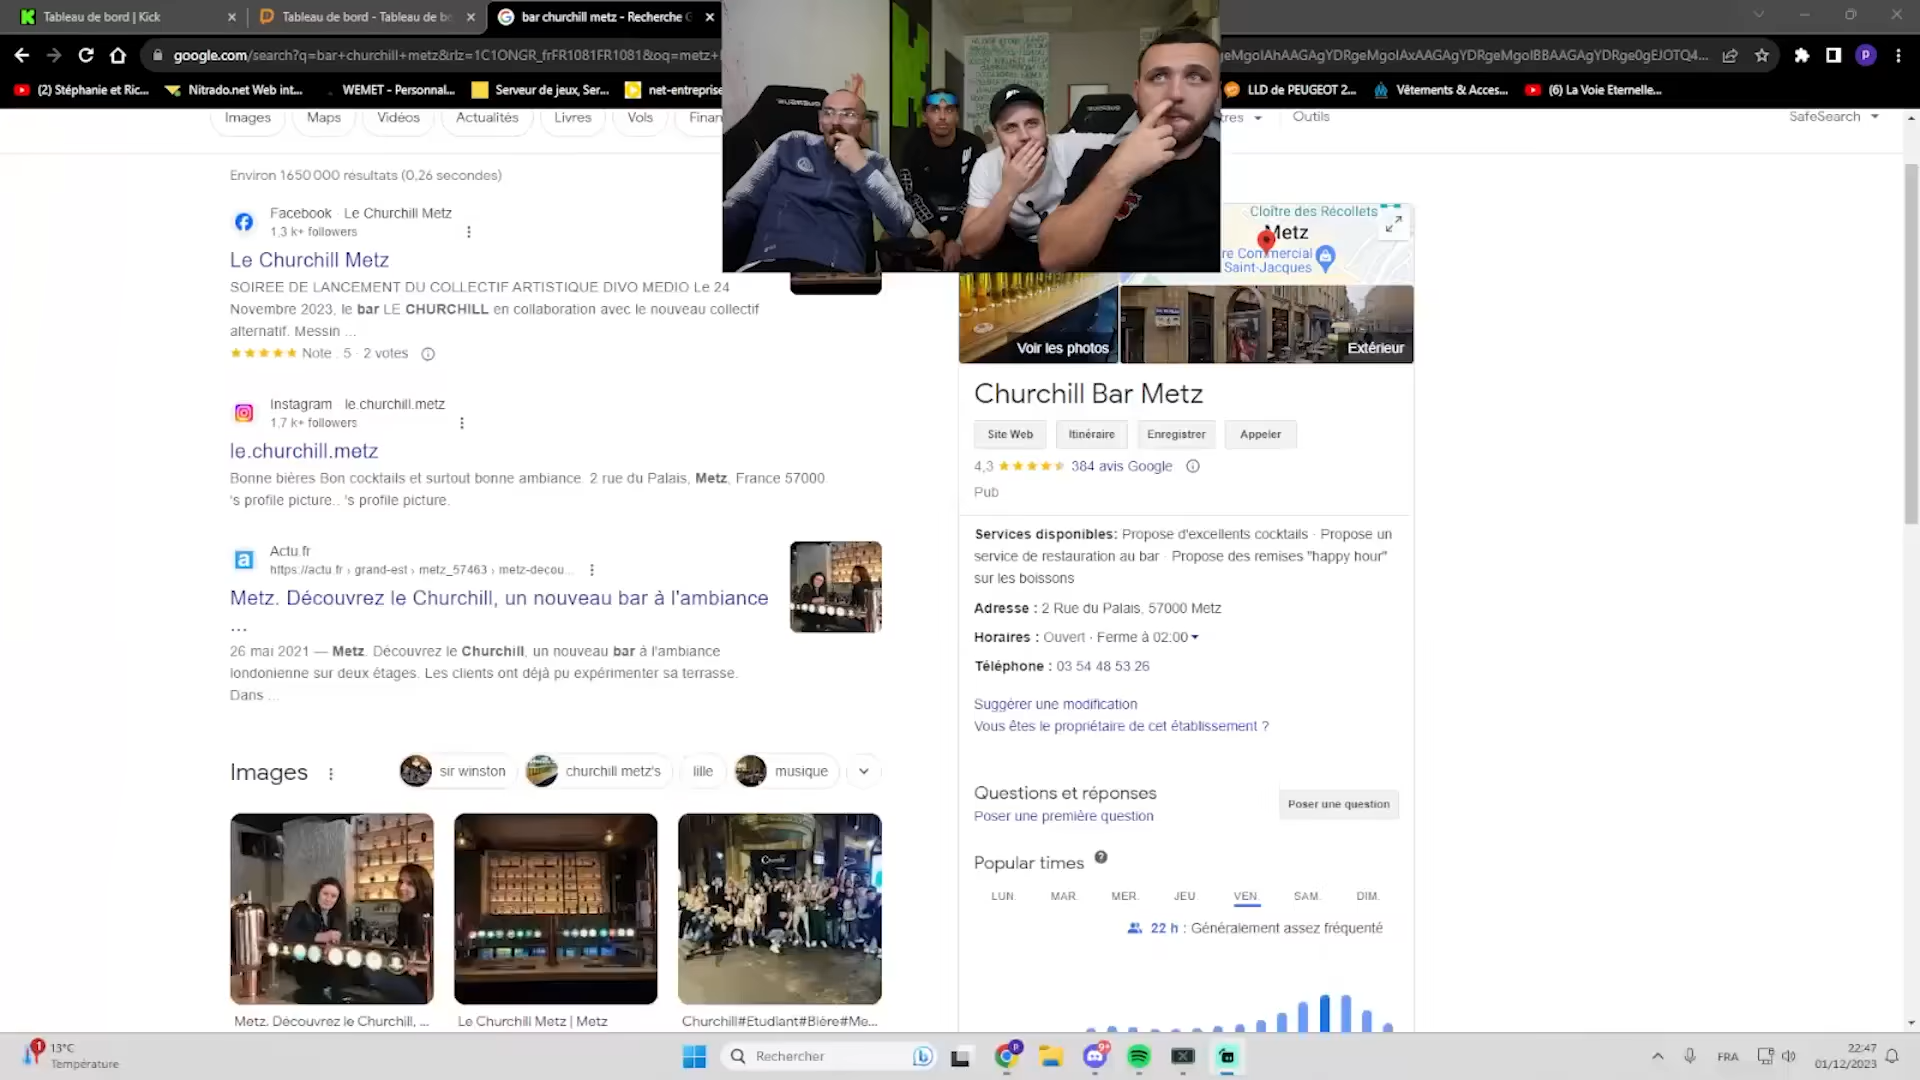 Tableau de bord | Kick
Tableau de bord - Tableau de bo
bar churchill metz - Recherche G
google.com/search?q=bar+churchill+metz&rlz=1C1ONGR_frFR1081FR1081&oq=metz+
(2) Stéphanie et Ric...
Nitrado.net Web int...
WEMET - Personnal...
Serveur de jeux, Ser...
net-entreprise
LLD de PEUGEOT 2...
Vêtements & Acces...
(6) La Voie Eternelle...
Images
Maps
Vidéos
Actualités
Livres
Vols
Finan
tres
Outils
SafeSearch
Environ 1 650 000 résultats (0,26 secondes)
Facebook · Le Churchill Metz
1,3 k+ followers
Le Churchill Metz
SOIREE DE LANCEMENT DU COLLECTIF ARTISTIQUE DIVO MEDIO Le 24
Novembre 2023, le bar LE CHURCHILL en collaboration avec le nouveau collectif
alternatif. Messin ...
Note : 5 · 2 votes
Instagram · le.churchill.metz
1,7 k+ followers
le.churchill.metz
Bonne bières Bon cocktails et surtout bonne ambiance. 2 rue du Palais, Metz, France 57000.
's profile picture.. 's profile picture.
Actu.fr
https://actu.fr › grand-est › metz_57463 › metz-decou...
Metz. Découvrez le Churchill, un nouveau bar à l'ambiance
...
26 mai 2021 — Metz. Découvrez le Churchill, un nouveau bar à l'ambiance
londonienne sur deux étages. Les clients ont déjà pu expérimenter sa terrasse.
Dans ...
Images
sir winston
churchill metz's
lille
musique
Metz. Découvrez le Churchill, ...
Le Churchill Metz | Metz
Churchill#Etudiant#Bière#Me...
Cloître des Récollets
Metz
re Commercial
Saint-Jacques
Voir les photos
Extérieur
Churchill Bar Metz
Site Web
Itinéraire
Enregistrer
Appeler
4,3
384 avis Google
Pub
Services disponibles: Propose d'excellents cocktails · Propose un
service de restauration au bar · Propose des remises "happy hour"
sur les boissons
Adresse : 2 Rue du Palais, 57000 Metz
Horaires : Ouvert · Ferme à 02:00
Téléphone : 03 54 48 53 26
Suggérer une modification
Vous êtes le propriétaire de cet établissement ?
Questions et réponses
Poser une première question
Poser une question
Popular times
LUN.
MAR.
MER.
JEU.
VEN.
SAM.
DIM.
22 h : Généralement assez fréquenté
1
13°C
Température
Rechercher
9+
FRA
22:47
01/12/2023